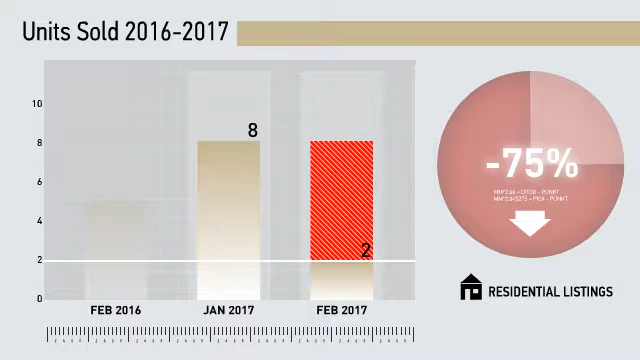 Units Sold 2016-2017
10
8
6
4
2
0
8
2
FEB 2016
JAN 2017
FEB 2017
-75%
RESIDENTIAL LISTINGS